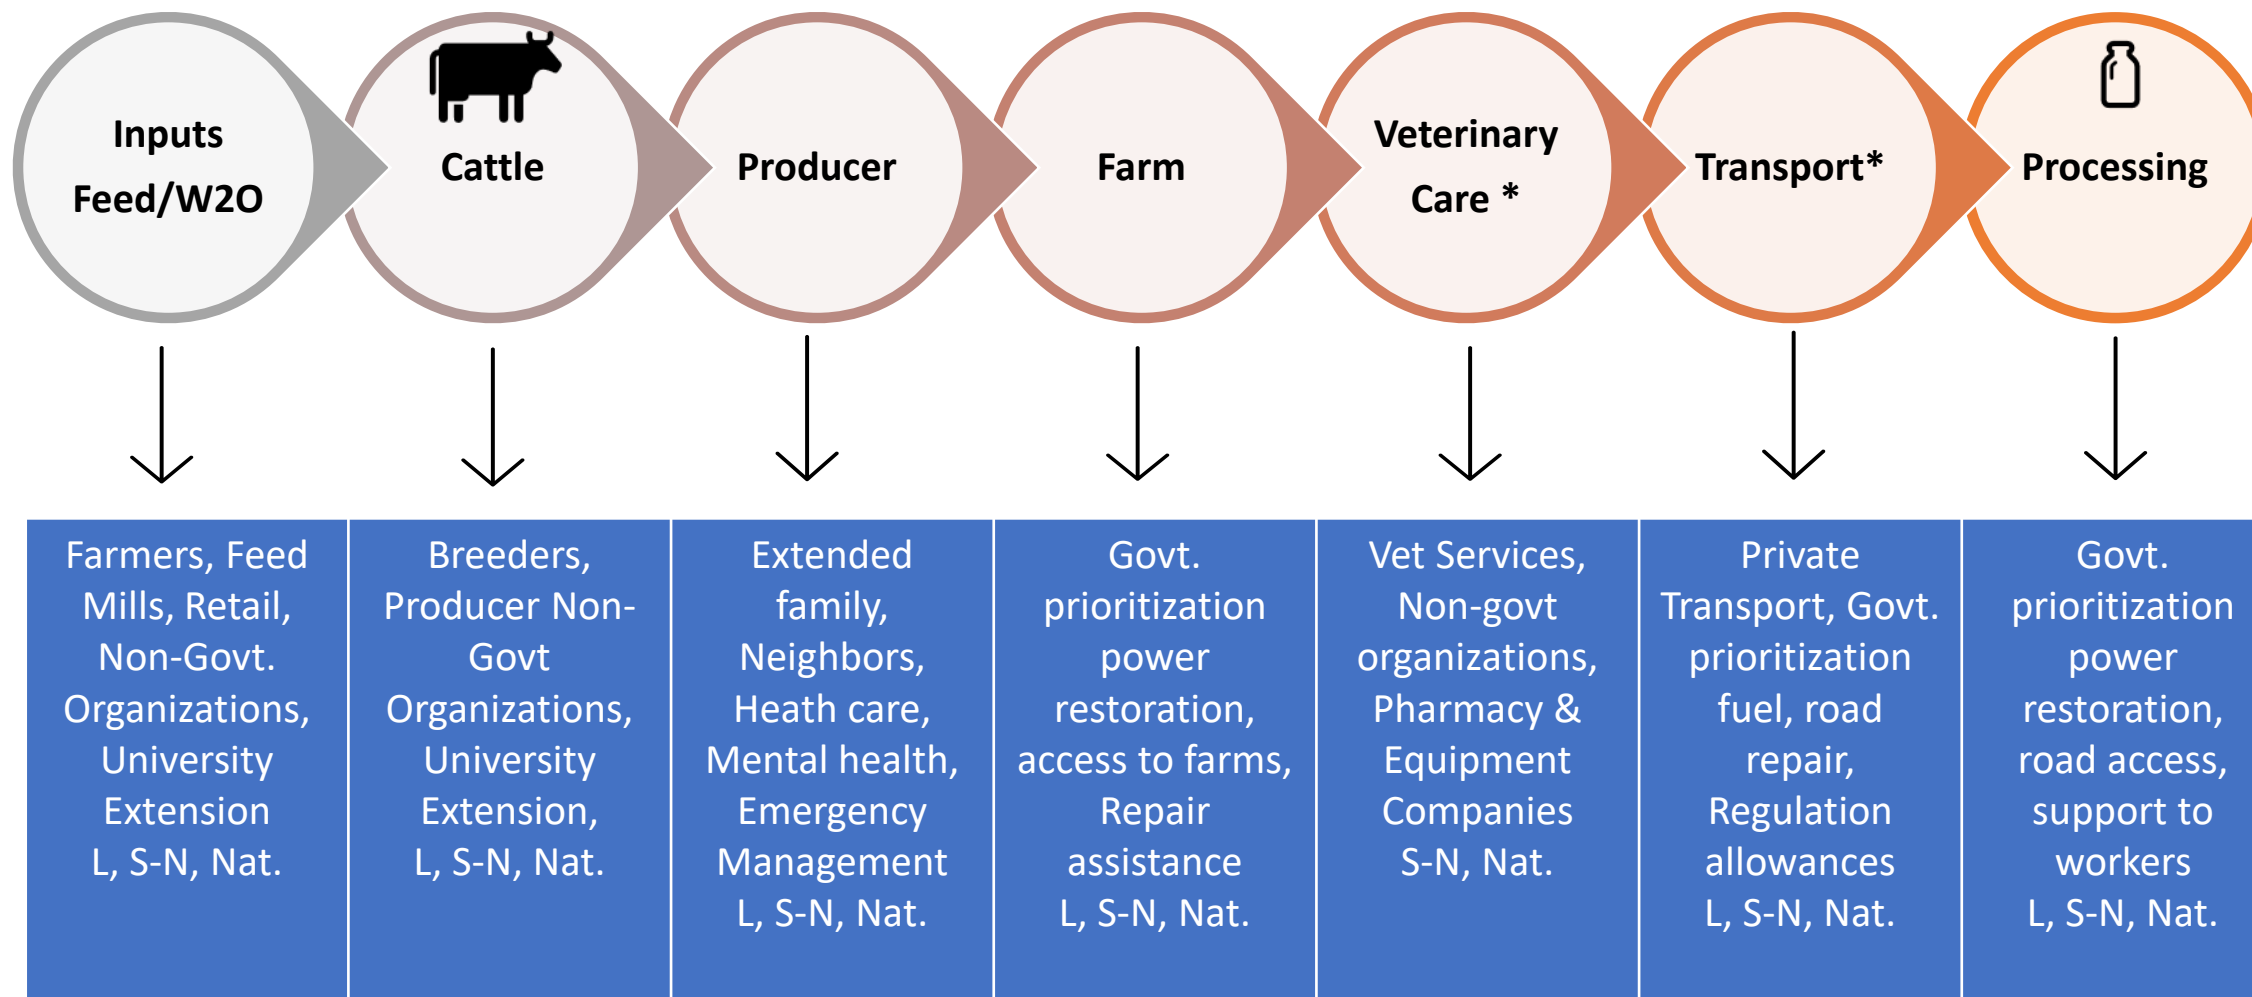 Inputs
Feed/W2O
Cattle
Producer
Farm
Veterinary
Care *
Transport*
Processing
Farmers, Feed
Mills, Retail,
Non-Govt.
Organizations,
University
Extension
L, S-N, Nat.
Breeders,
Producer Non-
Govt
Organizations,
University
Extension,
L, S-N, Nat.
Extended
family,
Neighbors,
Heath care,
Mental health,
Emergency
Management
L, S-N, Nat.
Govt.
prioritization
power
restoration,
access to farms,
Repair
assistance
L, S-N, Nat.
Vet Services,
Non-govt
organizations,
Pharmacy &
Equipment
Companies
S-N, Nat.
Private
Transport, Govt.
prioritization
fuel, road
repair,
Regulation
allowances
L, S-N, Nat.
Govt.
prioritization
power
restoration,
road access,
support to
workers
L, S-N, Nat.